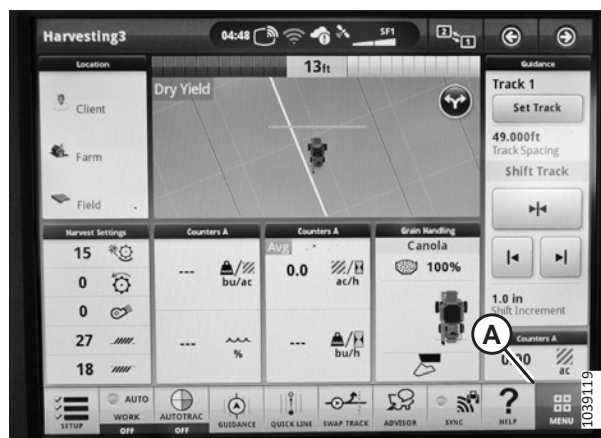 Harvesting3
04:48
SF1
2 1
Location
Client
Farm
Field
13ft
Dry Yield
Guidance
Track 1
Set Track
49.000ft
Track Spacing
Shift Track
1.0 in
Shift Increment
Harvest Settings
15
0
0
27
18
Counters A
---
bu/ac
---
%
Counters A
Avg
0.0
ac/h
---
bu/h
Grain Handling
Canola
100%
A
Counters A
0.00
ac
SETUP
AUTO
WORK
OFF
AUTOTRAC
OFF
GUIDANCE
QUICK LINE
SWAP TRACK
ADVISOR
SYNC
?
HELP
MENU
1039119